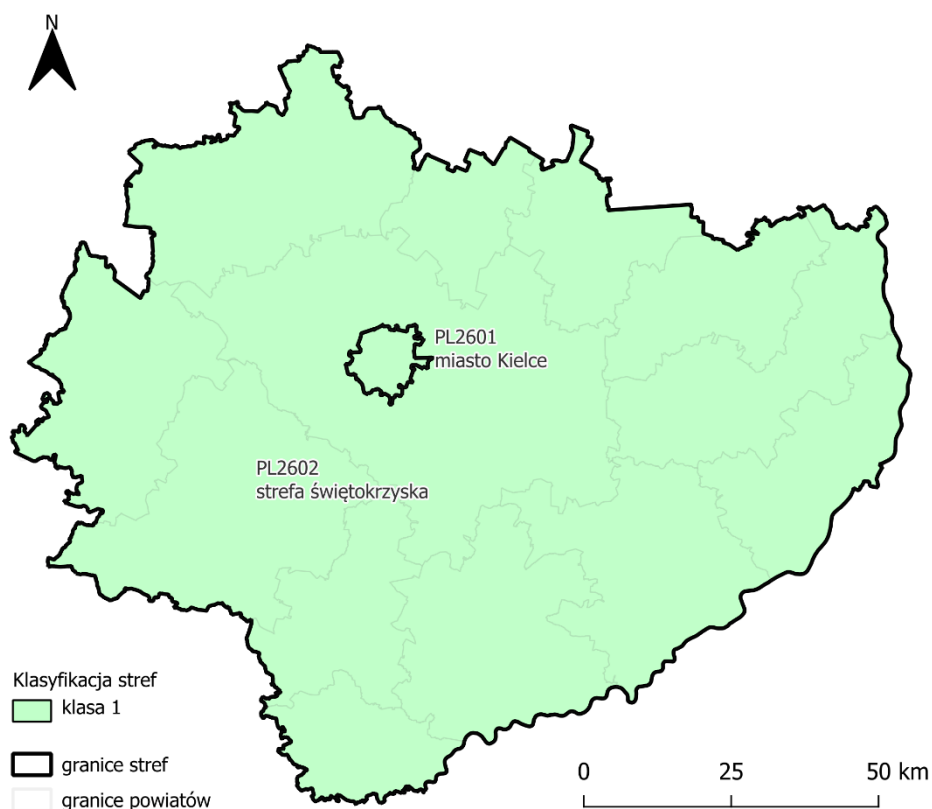 N
PL2601
miasto Kielce
PL2602
strefa świętokrzyska
Klasyfikacja stref
klasa 1
granice stref
granice powiatów
0 25 50 km